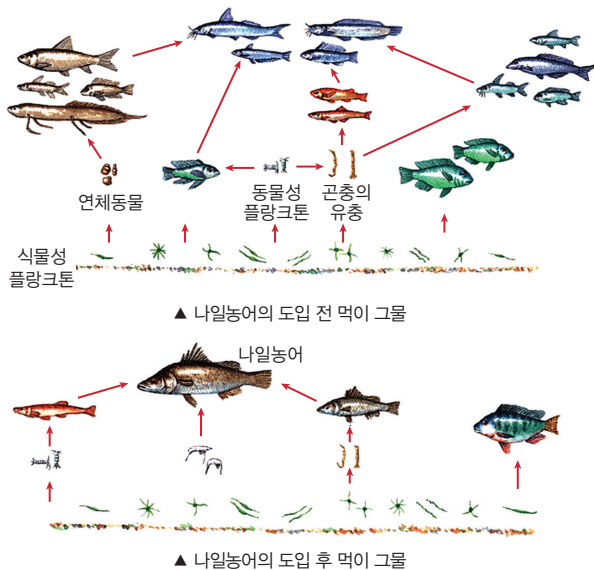 연체동물
동물성
플랑크톤
곤충의
유충
식물성
플랑크톤
▲ 나일농어의 도입 전 먹이 그물
나일농어
▲ 나일농어의 도입 후 먹이 그물